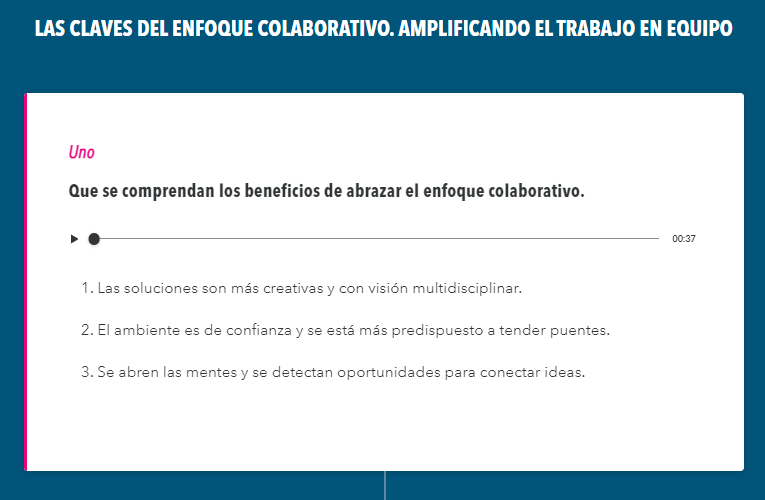 LAS CLAVES DEL ENFOQUE COLABORATIVO. AMPLIFICANDO EL TRABAJO EN EQUIPO
Uno
Que se comprendan los beneficios de abrazar el enfoque colaborativo.
00:37
1. Las soluciones son más creativas y con visión multidisciplinar.
2. El ambiente es de confianza y se está más predispuesto a tender puentes.
3. Se abren las mentes y se detectan oportunidades para conectar ideas.